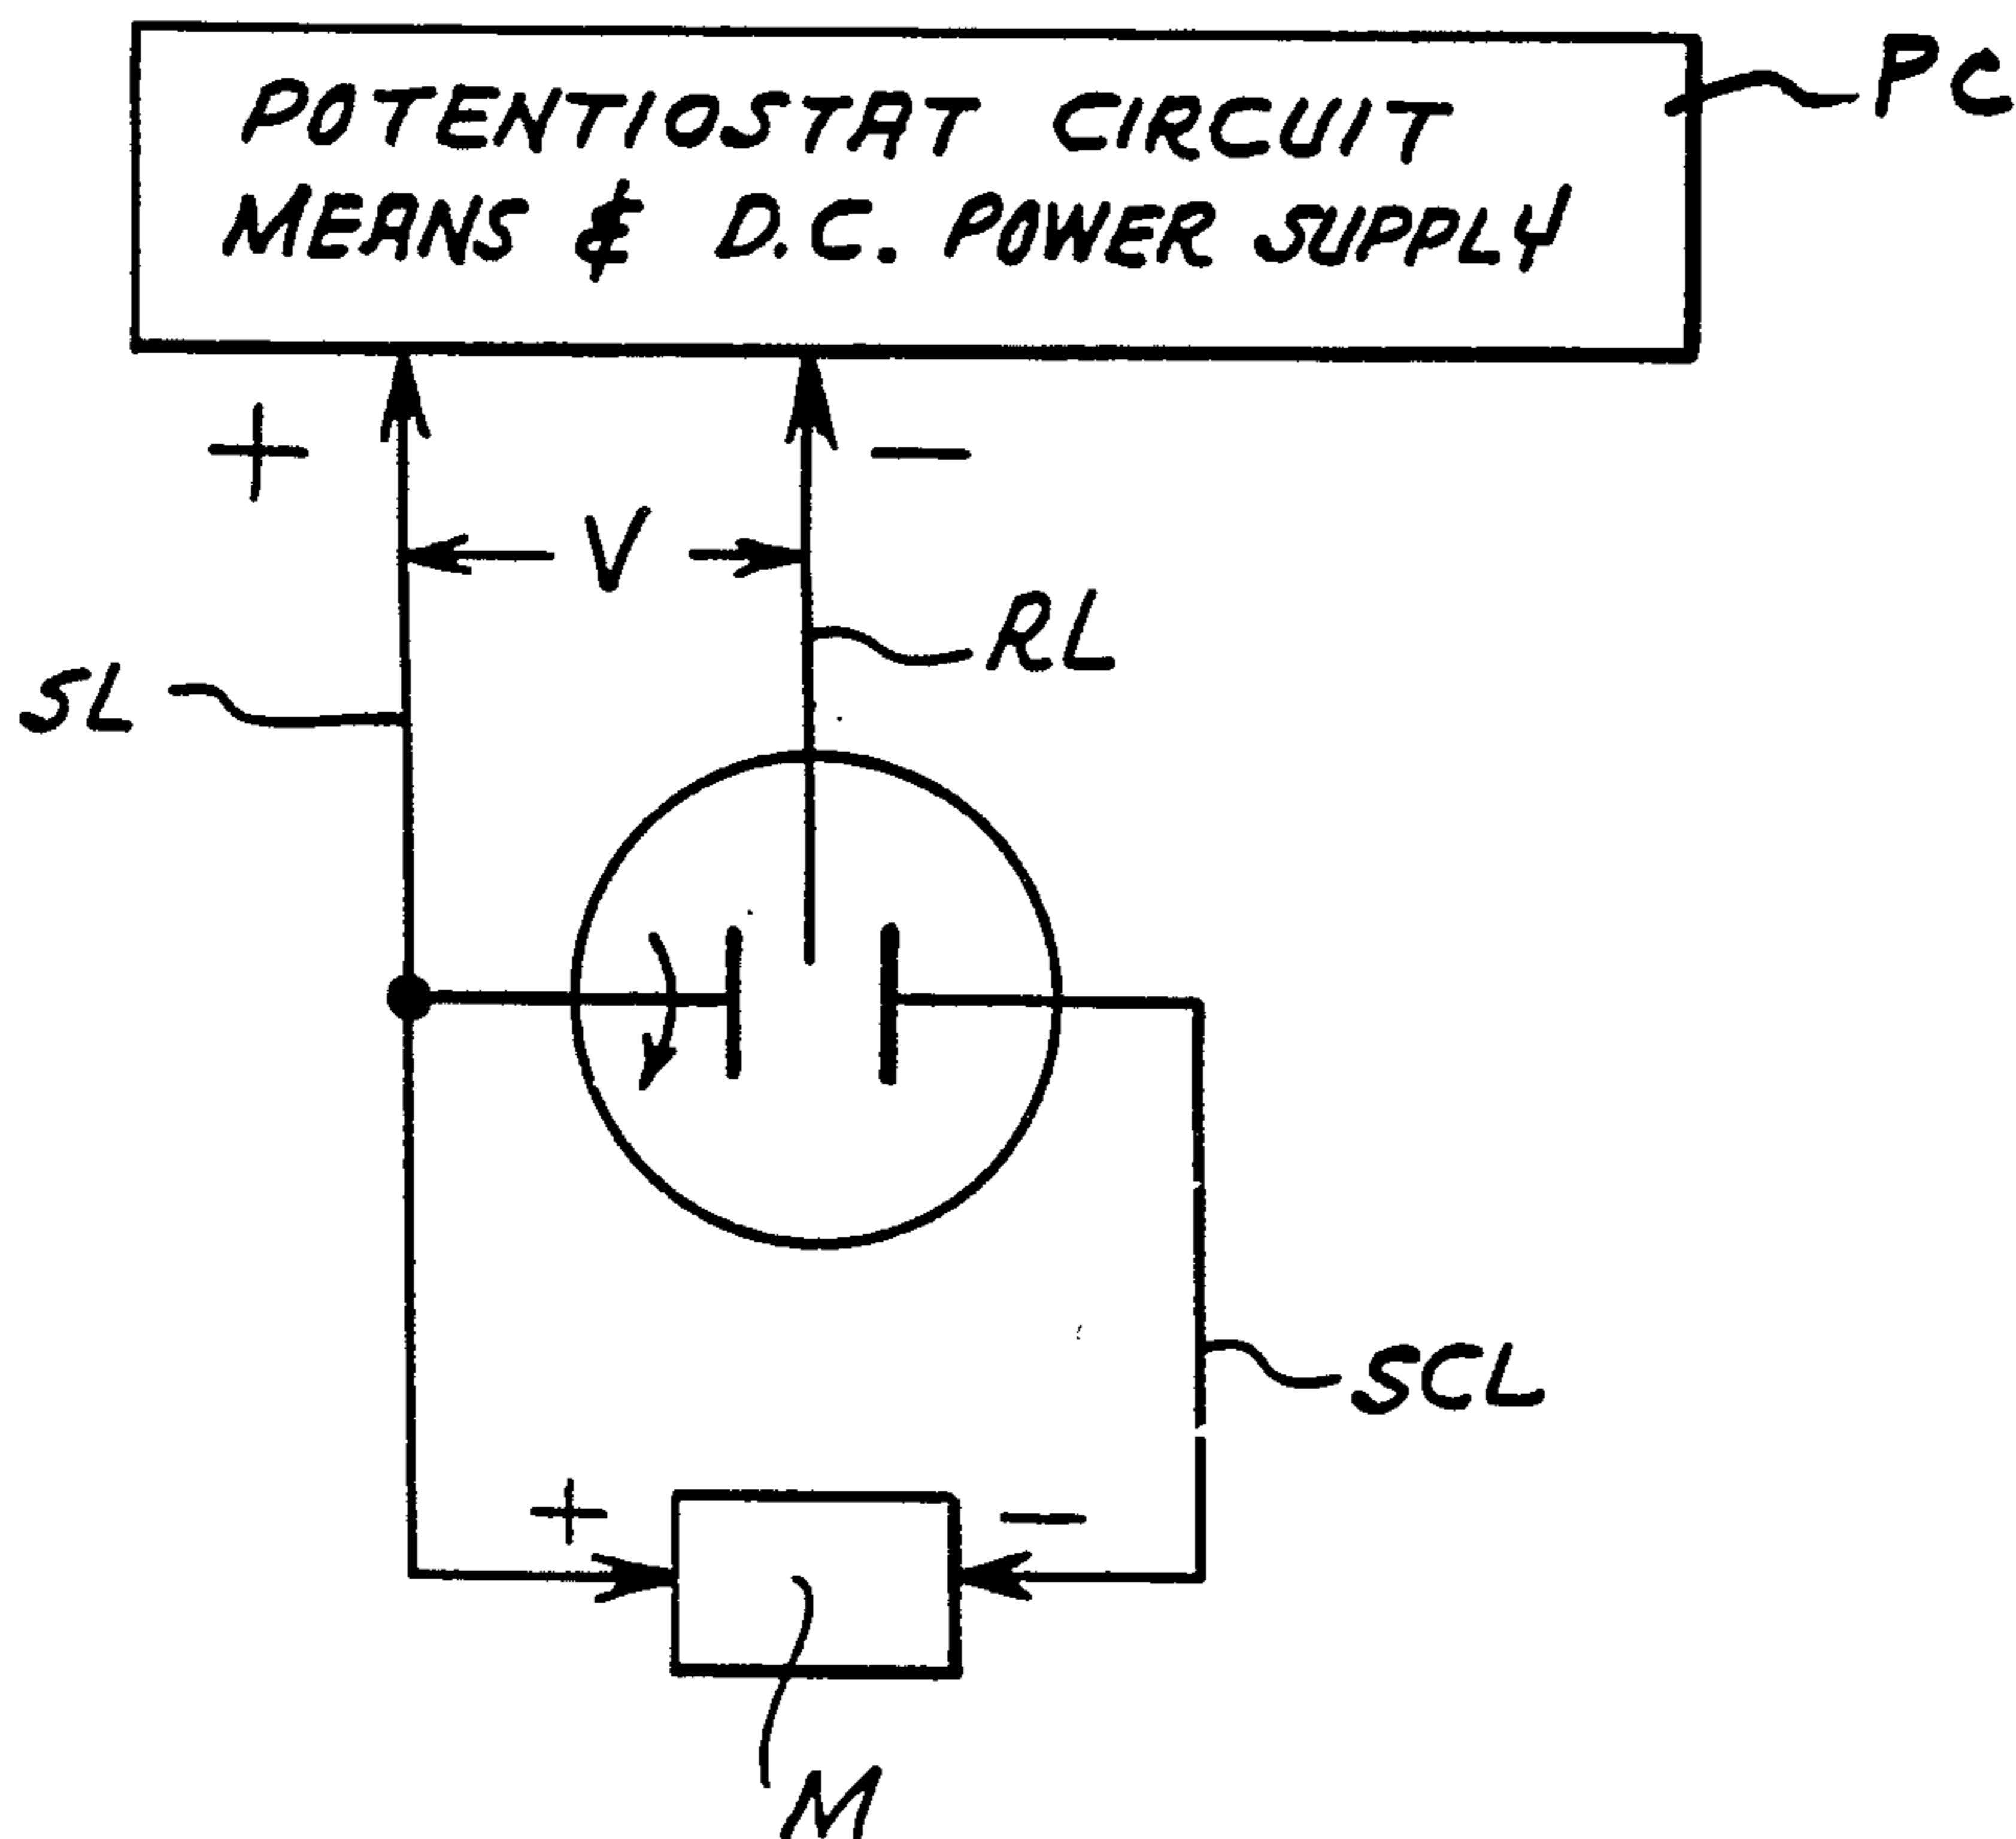 POTENTIOSTAT CIRCUIT
MEANS & D.C. POWER SUPPLY
PC
+
−
V
RL
SL
SCL
+
−
M